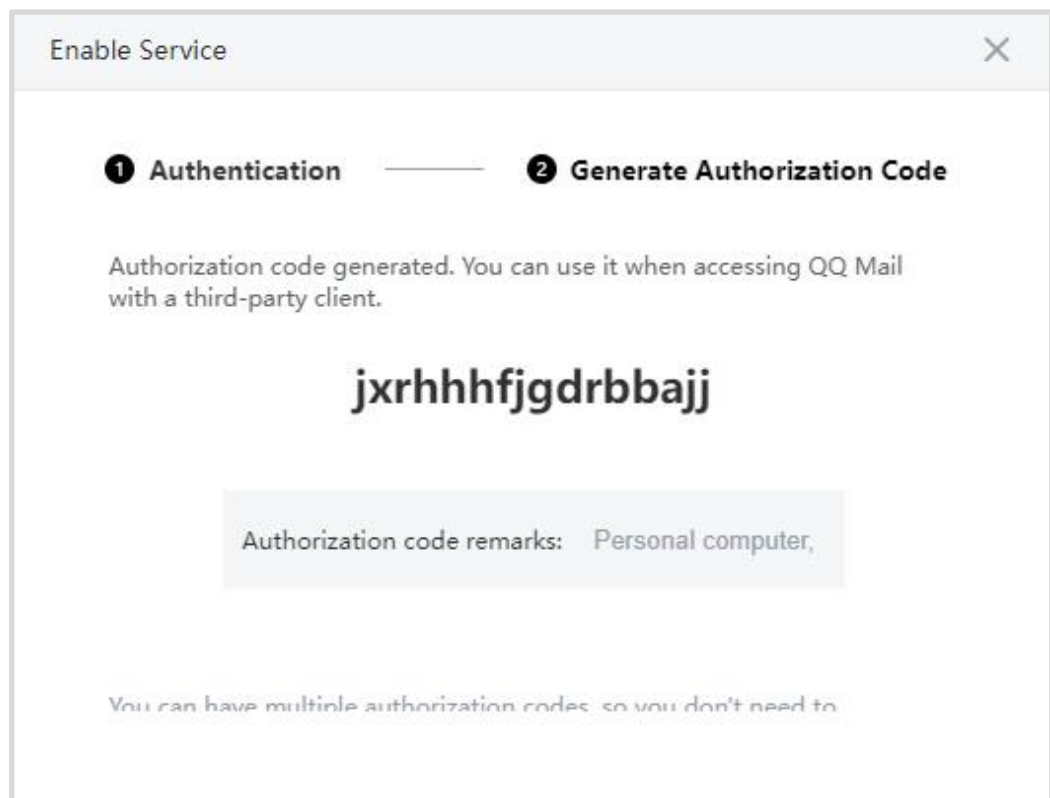 Enable Service
1 Authentication
2 Generate Authorization Code
Authorization code generated. You can use it when accessing QQ Mail
with a third-party client.
jxrhhhfjgdrbbajj
Authorization code remarks: Personal computer,
You can have multiple authorization codes, so you don't need to